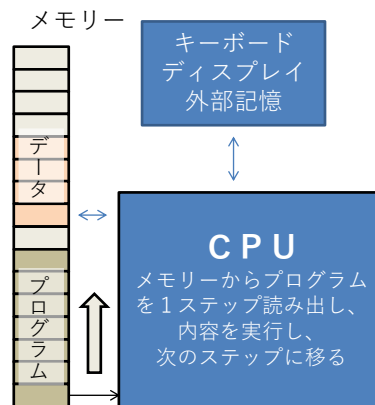 メモリー
キーボード
ディスプレイ
外部記憶
データ
プログラム
ＣＰＵ
メモリーからプログラム
を１ステップ読み出し、
内容を実行し、
次のステップに移る